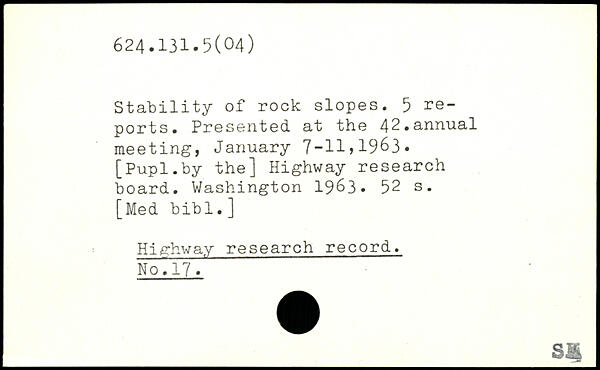 624.131.5(04)
Stability of rock slopes. 5 re-
ports. Presented at the 42.annual
meeting, January 7-11,1963.
[Pupl.by the] Highway research
board. Washington 1963. 52 s.
[Med bibl.]
Highway research record.
No.17.